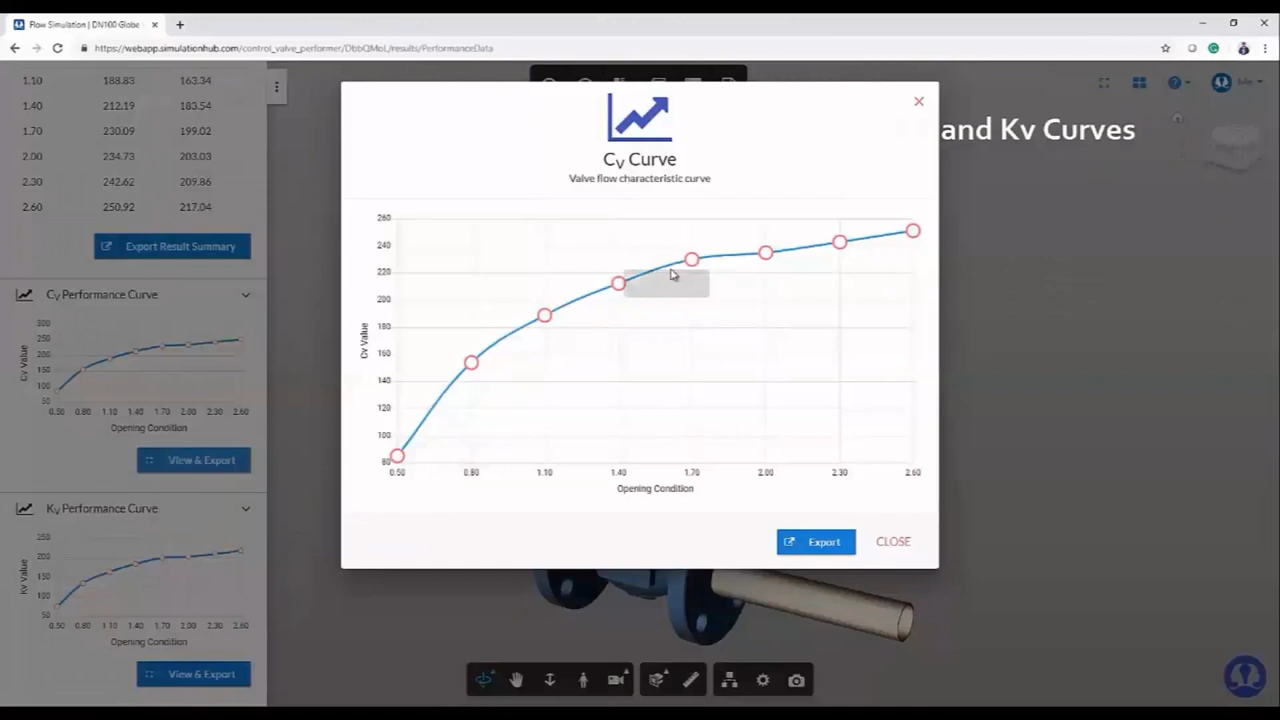 Flow Simulation | DN100 Globe
https://webapp.simulationhub.com/control_valve_performer/DbbQMoL/results/PerformanceData
1.10 188.83 163.34
1.40 212.19 183.54
1.70 230.09 199.02
2.00 234.73 203.03
2.30 242.62 209.86
2.60 250.92 217.04
Export Result Summary
Cv Performance Curve
300
250
200
150
100
50
Cv Value
0.50 0.80 1.10 1.40 1.70 2.00 2.30 2.60
Opening Condition
View & Export
Kv Performance Curve
250
200
150
100
50
Kv Value
0.50 0.80 1.10 1.40 1.70 2.00 2.30 2.60
Opening Condition
View & Export
Me
and Kv Curves
Cv Curve
Valve flow characteristic curve
260
240
220
200
180
160
140
120
100
80
Cv Value
0.50 0.80 1.10 1.40 1.70 2.00 2.30 2.60
Opening Condition
Export
CLOSE